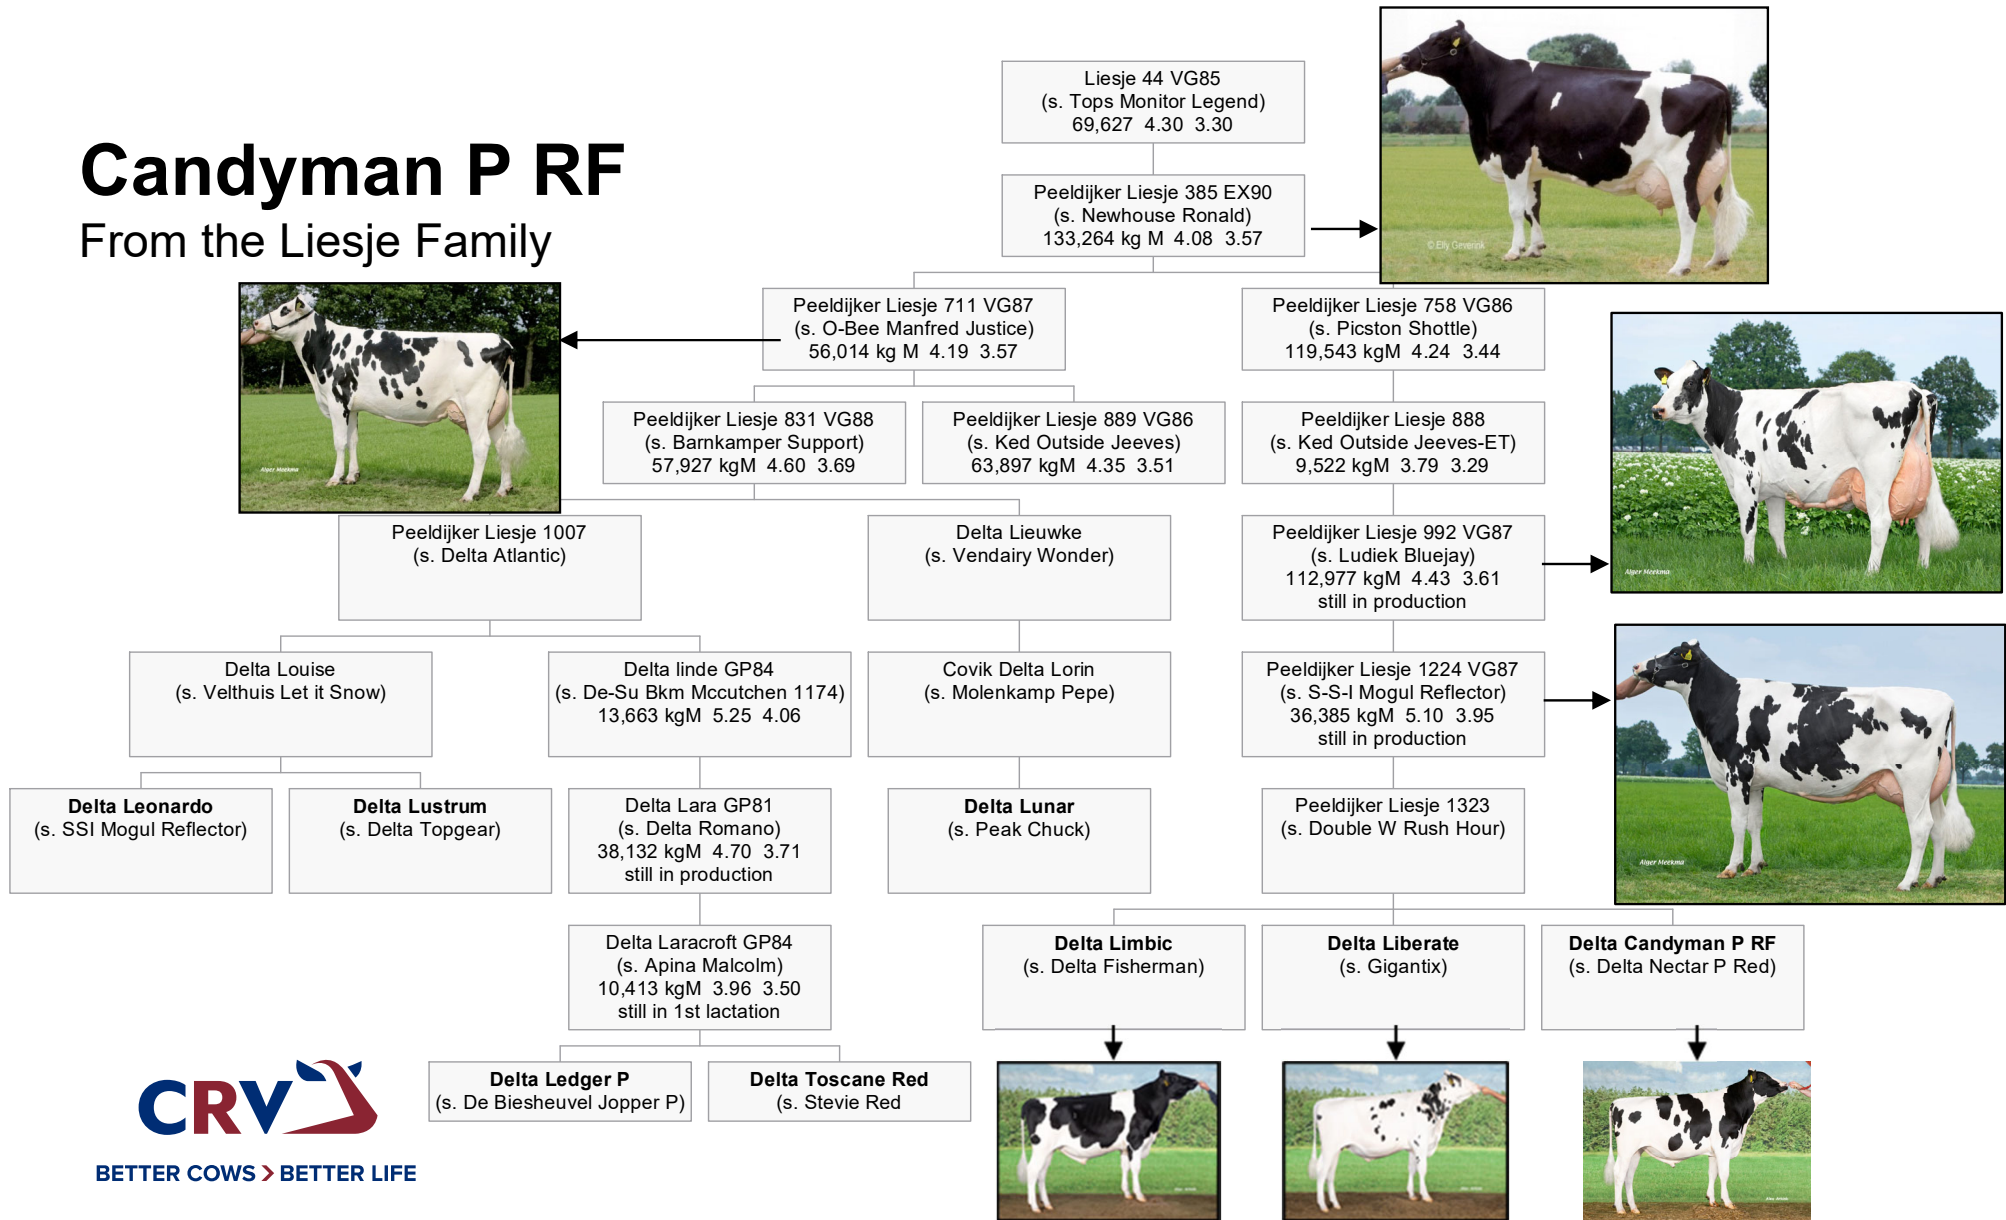 Candyman P RF
From the Liesje Family
Liesje 44 VG85
(s. Tops Monitor Legend)
69,627 4.30 3.30
Peeldijker Liesje 385 EX90
(s. Newhouse Ronald)
133,264 kg M 4.08 3.57
© Elly Geverink
Peeldijker Liesje 711 VG87
(s. O-Bee Manfred Justice)
56,014 kg M 4.19 3.57
Peeldijker Liesje 758 VG86
(s. Picston Shottle)
119,543 kgM 4.24 3.44
Alger Meekma
Peeldijker Liesje 831 VG88
(s. Barnkamper Support)
57,927 kgM 4.60 3.69
Peeldijker Liesje 889 VG86
(s. Ked Outside Jeeves)
63,897 kgM 4.35 3.51
Peeldijker Liesje 888
(s. Ked Outside Jeeves-ET)
9,522 kgM 3.79 3.29
Peeldijker Liesje 1007
(s. Delta Atlantic)
Delta Lieuwke
(s. Vendairy Wonder)
Peeldijker Liesje 992 VG87
(s. Ludiek Bluejay)
112,977 kgM 4.43 3.61
still in production
Alger Meekma
Delta Louise
(s. Velthuis Let it Snow)
Delta linde GP84
(s. De-Su Bkm Mccutchen 1174)
13,663 kgM 5.25 4.06
Covik Delta Lorin
(s. Molenkamp Pepe)
Peeldijker Liesje 1224 VG87
(s. S-S-I Mogul Reflector)
36,385 kgM 5.10 3.95
still in production
Alger Meekma
Delta Leonardo
(s. SSI Mogul Reflector)
Delta Lustrum
(s. Delta Topgear)
Delta Lara GP81
(s. Delta Romano)
38,132 kgM 4.70 3.71
still in production
Delta Lunar
(s. Peak Chuck)
Peeldijker Liesje 1323
(s. Double W Rush Hour)
Delta Laracroft GP84
(s. Apina Malcolm)
10,413 kgM 3.96 3.50
still in 1st lactation
Delta Limbic
(s. Delta Fisherman)
Delta Liberate
(s. Gigantix)
Delta Candyman P RF
(s. Delta Nectar P Red)
Delta Ledger P
(s. De Biesheuvel Jopper P)
Delta Toscane Red
(s. Stevie Red
CRV
BETTER COWS > BETTER LIFE